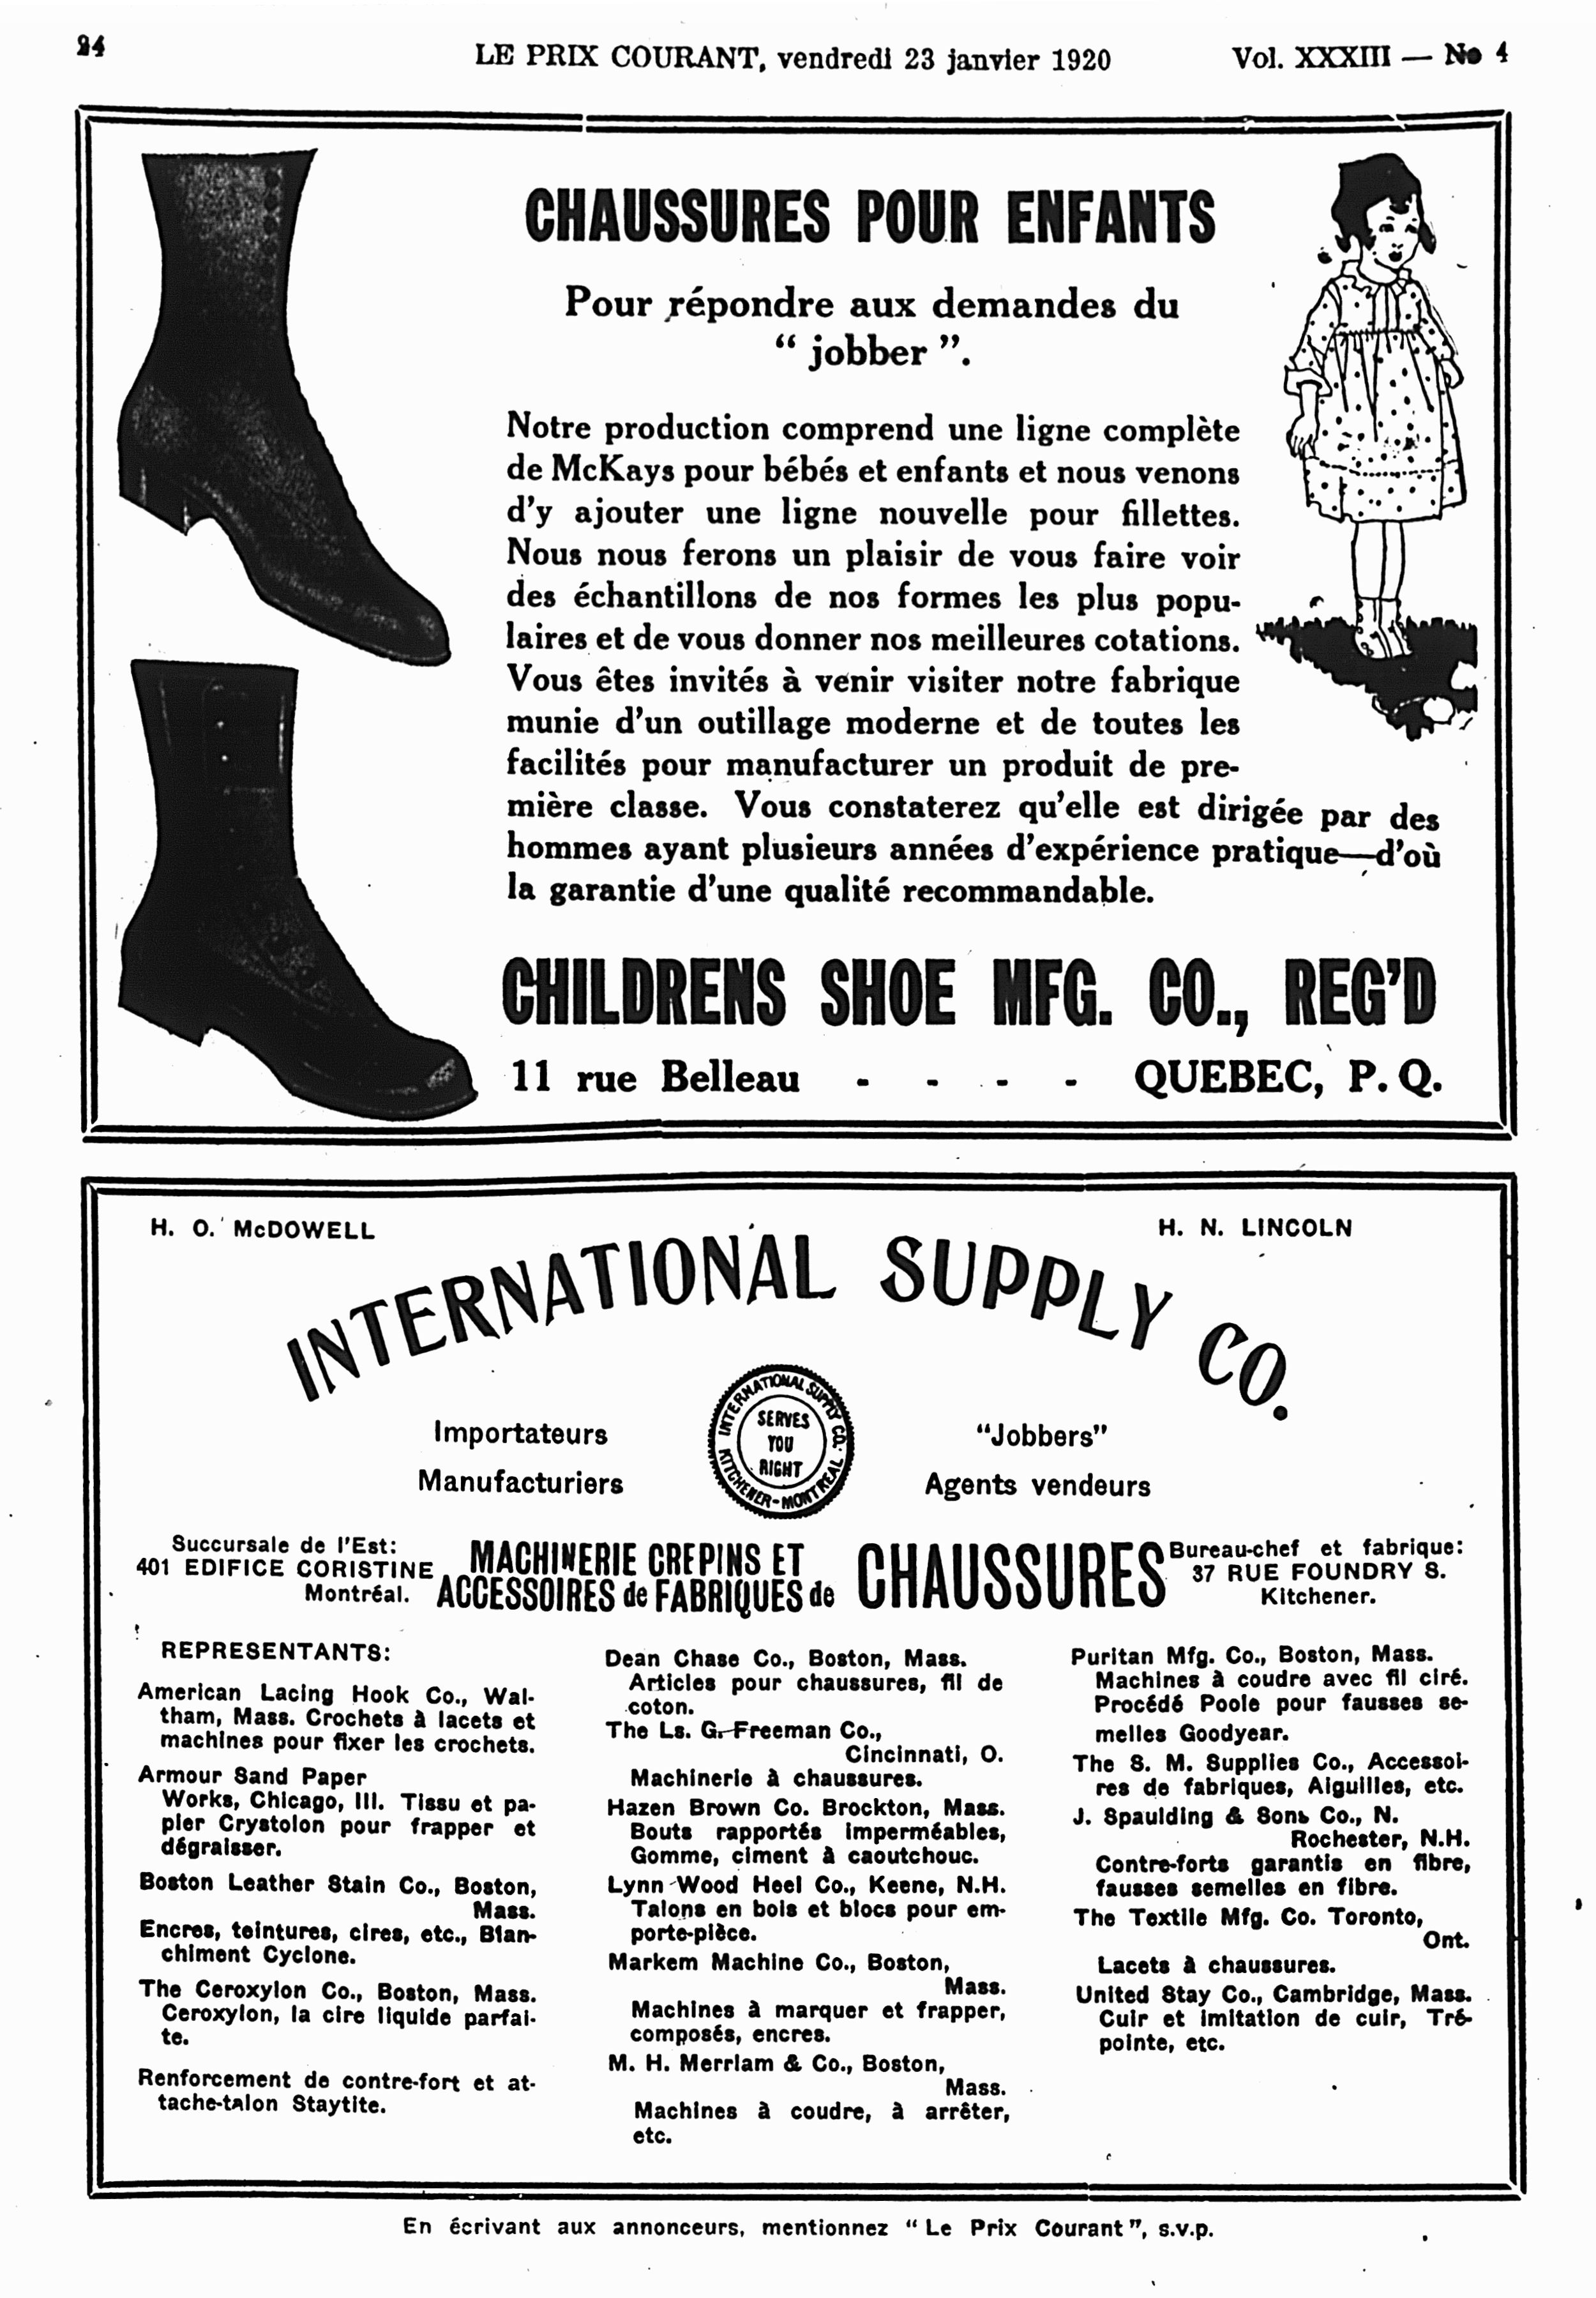 24
LE PRIX COURANT, vendredi 23 janvier 1920
Vol. XXXIII — No 4
CHAUSSURES POUR ENFANTS
Pour répondre aux demandes du
“ jobber ”.
Notre production comprend une ligne complète
de McKays pour bébés et enfants et nous venons
d'y ajouter une ligne nouvelle pour fillettes.
Nous nous ferons un plaisir de vous faire voir
des échantillons de nos formes les plus popu-
laires et de vous donner nos meilleures cotations.
Vous êtes invités à venir visiter notre fabrique
munie d'un outillage moderne et de toutes les
facilités pour manufacturer un produit de pre-
mière classe. Vous constaterez qu'elle est dirigée par des
hommes ayant plusieurs années d'expérience pratique—d'où
la garantie d'une qualité recommandable.
CHILDRENS SHOE MFG. CO., REG'D
11 rue Belleau - - - - QUEBEC, P. Q.
H. O. McDOWELL
H. N. LINCOLN
INTERNATIONAL SUPPLY CO.
Importateurs
Manufacturiers
INTERNATIONAL SUPPLY CO.
KITCHENER-MONTREAL
SERVES
YOU
RIGHT
“Jobbers”
Agents vendeurs
Succursale de l'Est:
401 EDIFICE CORISTINE
Montréal.
MACHINERIE CREPINS ET
ACCESSOIRES de FABRIQUES de
CHAUSSURES
Bureau-chef et fabrique:
37 RUE FOUNDRY S.
Kitchener.
REPRESENTANTS:
American Lacing Hook Co., Wal-
tham, Mass. Crochets à lacets et
machines pour fixer les crochets.
Armour Sand Paper
Works, Chicago, Ill. Tissu et pa-
pier Crystolon pour frapper et
dégraisser.
Boston Leather Stain Co., Boston,
Mass.
Encres, teintures, cires, etc., Blan-
chiment Cyclone.
The Ceroxylon Co., Boston, Mass.
Ceroxylon, la cire liquide parfai-
te.
Renforcement de contre-fort et at-
tache-talon Staytite.
Dean Chase Co., Boston, Mass.
Articles pour chaussures, fil de
coton.
The Ls. G. Freeman Co.,
Cincinnati, O.
Machinerie à chaussures.
Hazen Brown Co. Brockton, Mass.
Bouts rapportés imperméables,
Gomme, ciment à caoutchouc.
Lynn Wood Heel Co., Keene, N.H.
Talons en bois et blocs pour em-
porte-pièce.
Markem Machine Co., Boston,
Mass.
Machines à marquer et frapper,
composés, encres.
M. H. Merriam & Co., Boston,
Mass.
Machines à coudre, à arrêter,
etc.
Puritan Mfg. Co., Boston, Mass.
Machines à coudre avec fil ciré.
Procédé Poole pour fausses se-
melles Goodyear.
The S. M. Supplies Co., Accessoi-
res de fabriques, Aiguilles, etc.
J. Spaulding & Sons Co., N.
Rochester, N.H.
Contre-forts garantis en fibre,
fausses semelles en fibre.
The Textile Mfg. Co. Toronto,
Ont.
Lacets à chaussures.
United Stay Co., Cambridge, Mass.
Cuir et imitation de cuir, Tré-
pointe, etc.
En écrivant aux annonceurs, mentionnez “ Le Prix Courant ”, s.v.p.